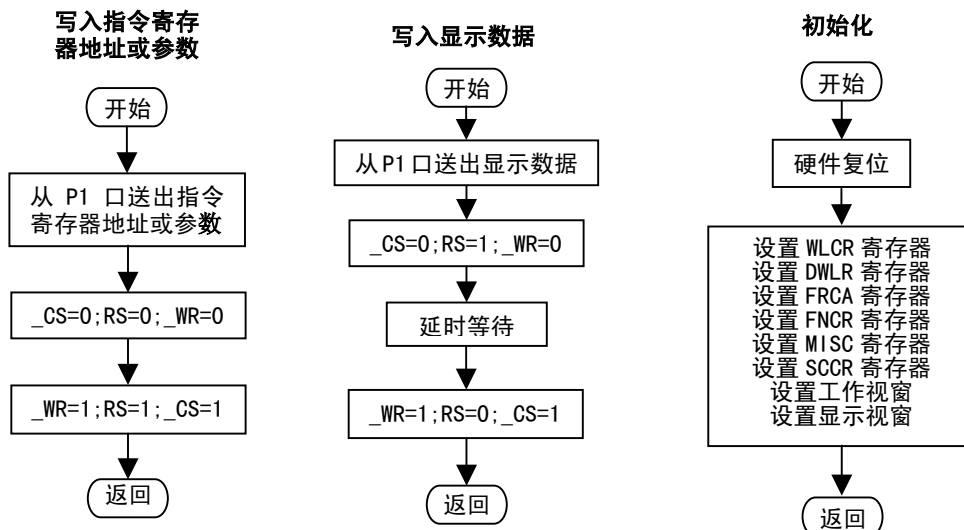 写入指令寄存
器地址或参数
开始
从 P1 口送出指令
寄存器地址或参数
_CS=0;RS=0;_WR=0
_WR=1;RS=1;_CS=1
返回
写入显示数据
开始
从P1口送出显示数据
_CS=0;RS=1;_WR=0
延时等待
_WR=1;RS=0;_CS=1
返回
初始化
开始
硬件复位
设置 WLCR 寄存器
设置 DWLR 寄存器
设置 FRCA 寄存器
设置 FNCR 寄存器
设置 MISC 寄存器
设置 SCCR 寄存器
设置工作视窗
设置显示视窗
返回